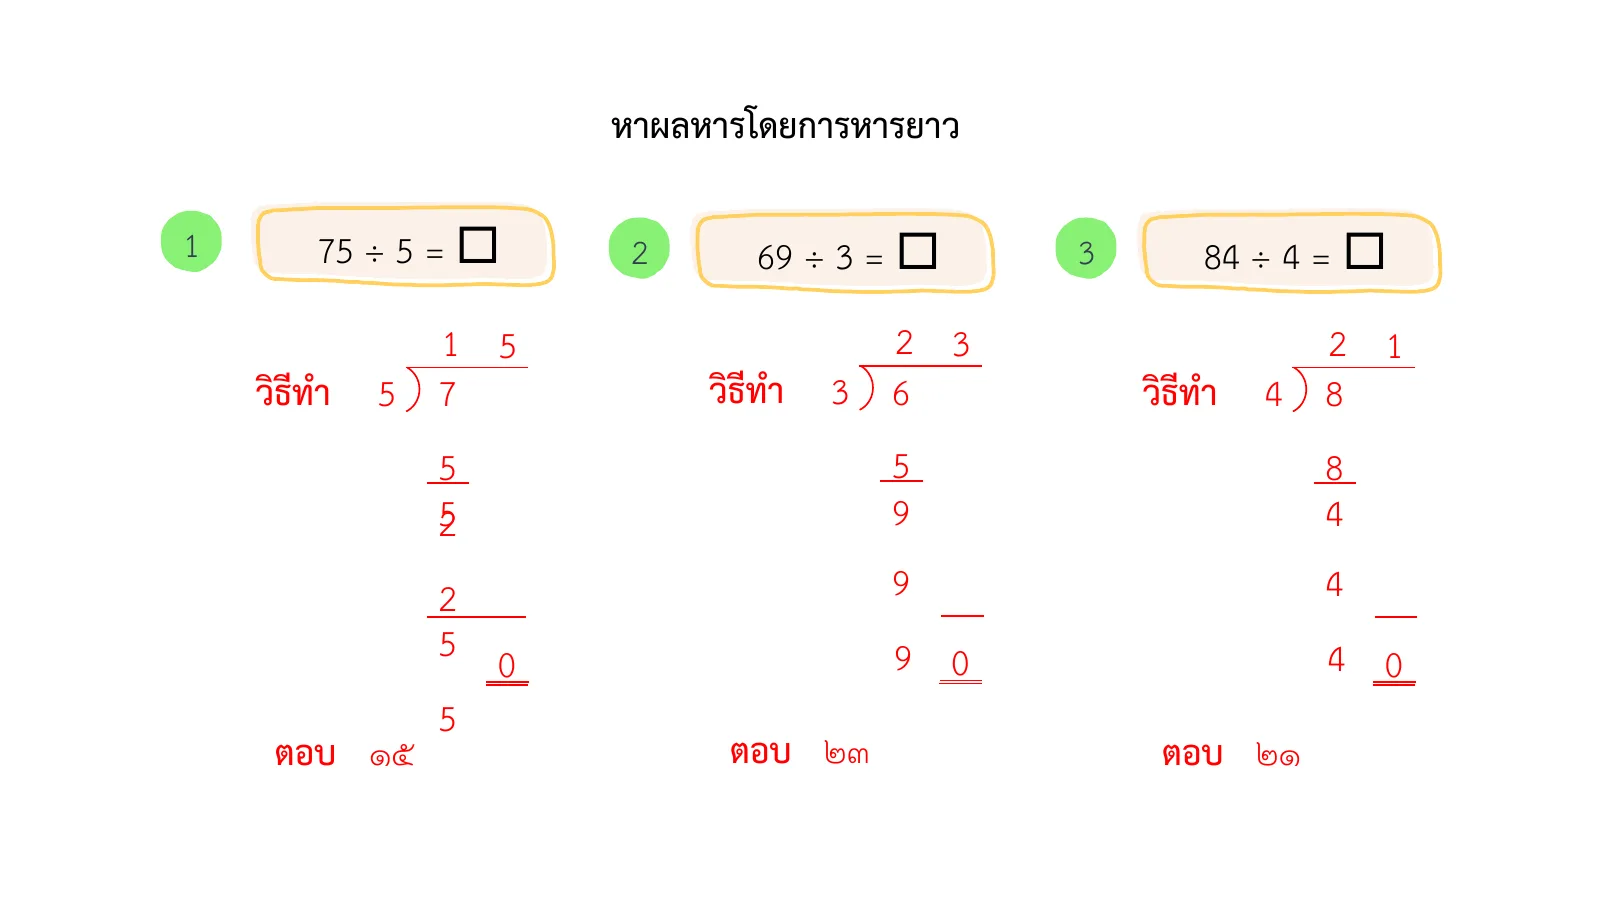 หาผลหารโดยการหารยาว
1
75 ÷ 5 = □
2
69 ÷ 3 = □
3
84 ÷ 4 = □
1 5
วิธีทำ 5 ) 7
5
5
2
2
5 0
5
ตอบ ๑๕
2 3
วิธีทำ 3 ) 6
5
9
9
9 0
ตอบ ๒๓
2 1
วิธีทำ 4 ) 8
8
4
4
4 0
ตอบ ๒๑